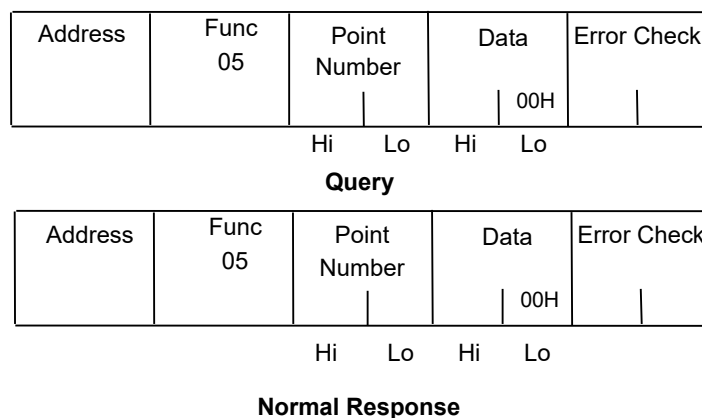 Address Func Point Data Error Check
05 Number
00H
Hi Lo Hi Lo
Query
Address Func Point Data Error Check
05 Number
00H
Hi Lo Hi Lo
Normal Response